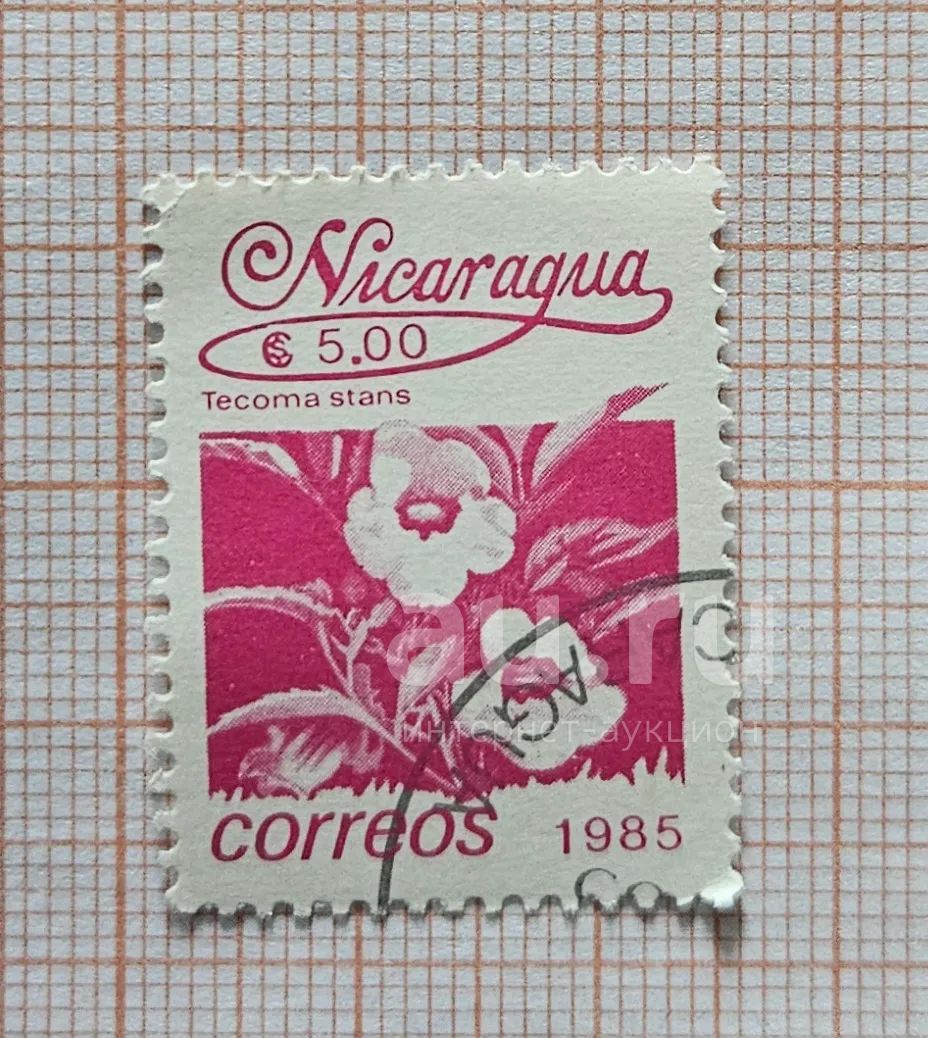 Nicaragua
₡ 5.00
Tecoma stans
au.ru
интернет-аукцион
correos 1985